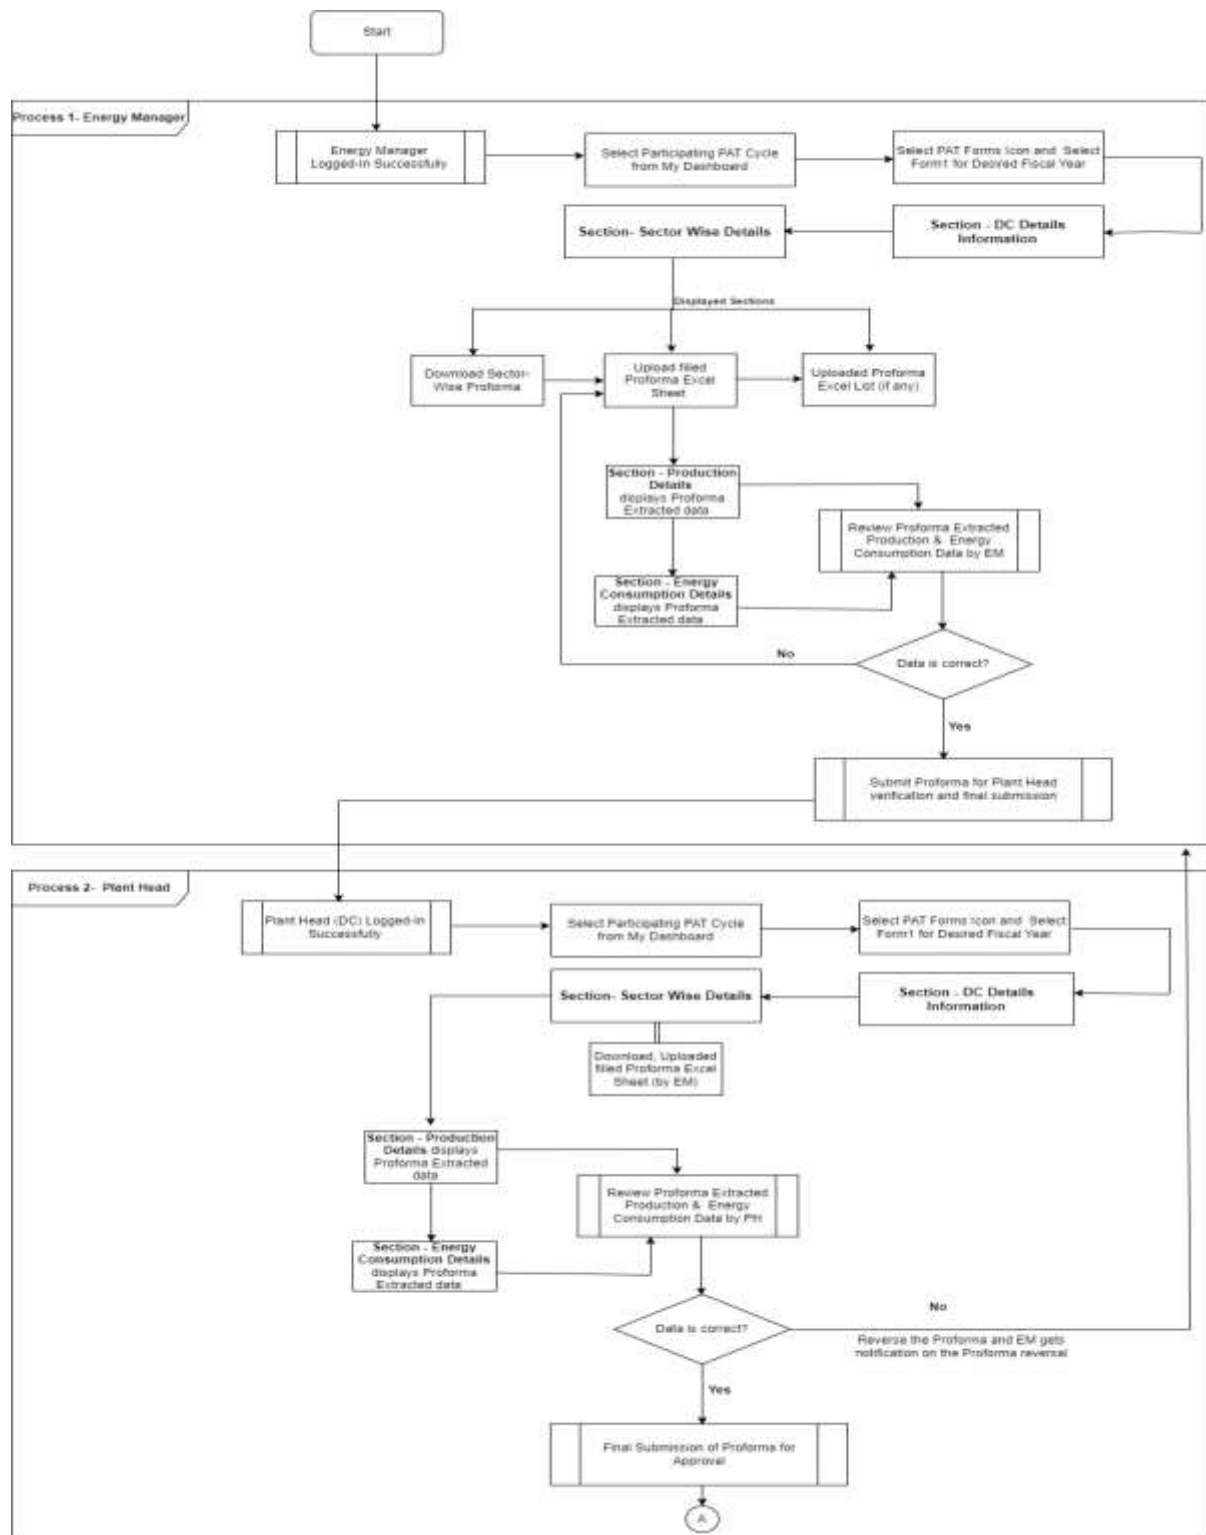 Start
Process 1- Energy Manager
Energy Manager
Logged-In Successfully
Select Participating PAT Cycle
from My Dashboard
Select PAT Forms Icon and Select
Form1 for Desired Fiscal Year
Section- Sector Wise Details
Section - DC Details
Information
Displayed Sections
Download Sector-
Wise Proforma
Upload filled
Proforma Excel
Sheet
Uploaded Proforma
Excel List (if any)
Section - Production
Details
displays Proforma
Extracted data
Review Proforma Extracted
Production & Energy
Consumption Data by EM
Section - Energy
Consumption Details
displays Proforma
Extracted data
No
Data is correct?
Yes
Submit Proforma for Plant Head
verification and final submission
Process 2- Plant Head
Plant Head (DC) Logged-In
Successfully
Select Participating PAT Cycle
from My Dashboard
Select PAT Forms Icon and Select
Form1 for Desired Fiscal Year
Section- Sector Wise Details
Section - DC Details
Information
Download, Uploaded
filled Proforma Excel
Sheet (by EM)
Section - Production
Details displays
Proforma Extracted
data
Review Proforma Extracted
Production & Energy
Consumption Data by PH
Section - Energy
Consumption Details
displays Proforma
Extracted data
No
Data is correct?
Reverse the Proforma and EM gets
notification on the Proforma reversal
Yes
Final Submission of Proforma for
Approval
A